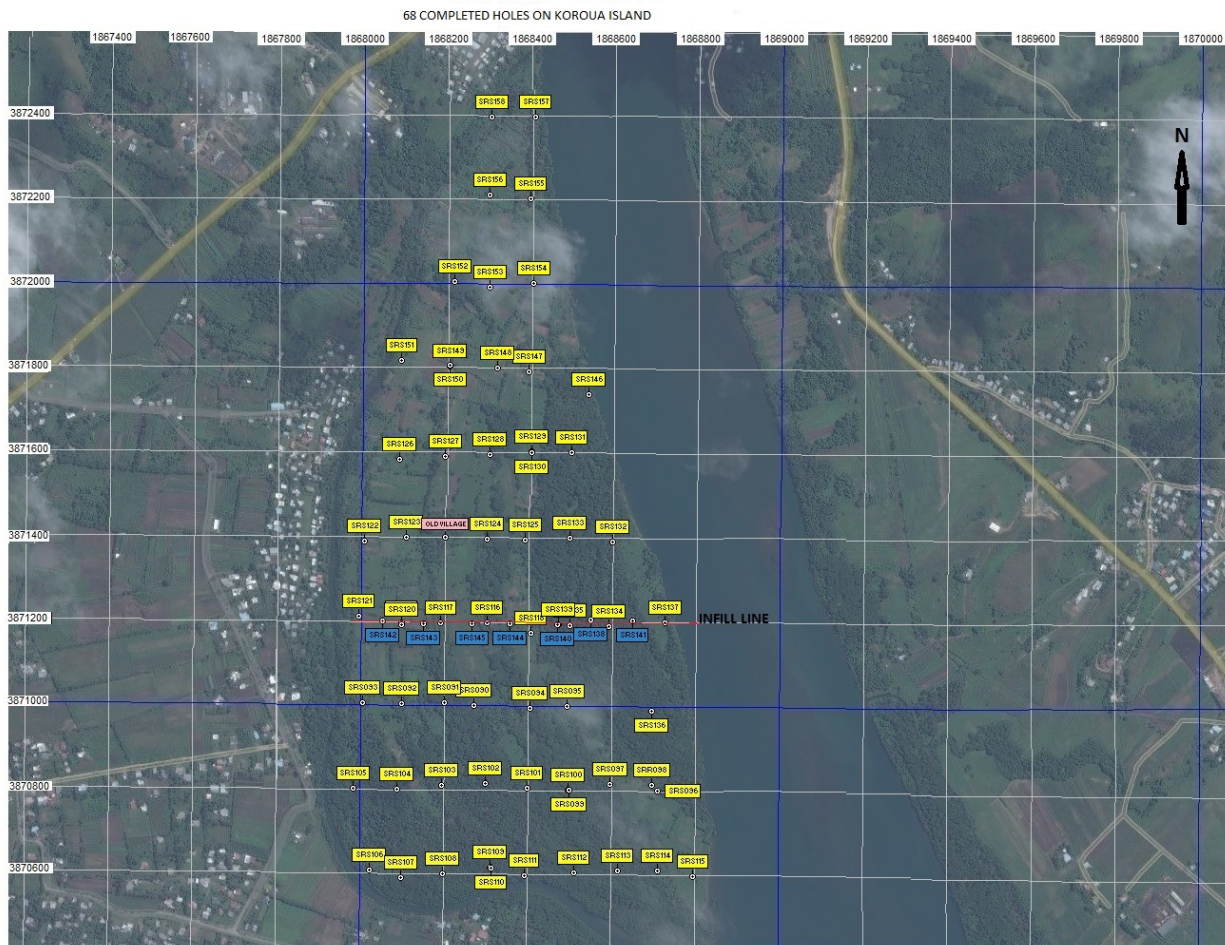 68 COMPLETED HOLES ON KOROUA ISLAND
1867400 1867600 1867800 1868000 1868200 1868400 1868600 1868800 1869000 1869200 1869400 1869600 1869800 1870000
N
3872400
SRS158 SRS157
3872200
SRS156 SRS155
3872000
SRS152 SRS153 SRS154
3871800
SRS151 SRS149 SRS148 SRS147
SRS150 SRS146
3871600
SRS126 SRS127 SRS128 SRS129 SRS131
SRS130
3871400
SRS122 SRS123 OLD VILLAGE SRS124 SRS125 SRS133 SRS132
3871200
SRS121 SRS120 SRS117 SRS116 SRS118 SRS139 35 SRS134 SRS137
INFILL LINE
SRS142 SRS143 SRS145 SRS144 SRS140 SRS138 SRS141
3871000
SRS093 SRS092 SRS091 SRS090 SRS094 SRS095
SRS136
3870800
SRS105 SRS104 SRS103 SRS102 SRS101 SRS100 SRS097 SRR098
SRS099 SRS096
3870600
SRS106 SRS107 SRS108 SRS109 SRS111 SRS112 SRS113 SRS114 SRS115
SRS110